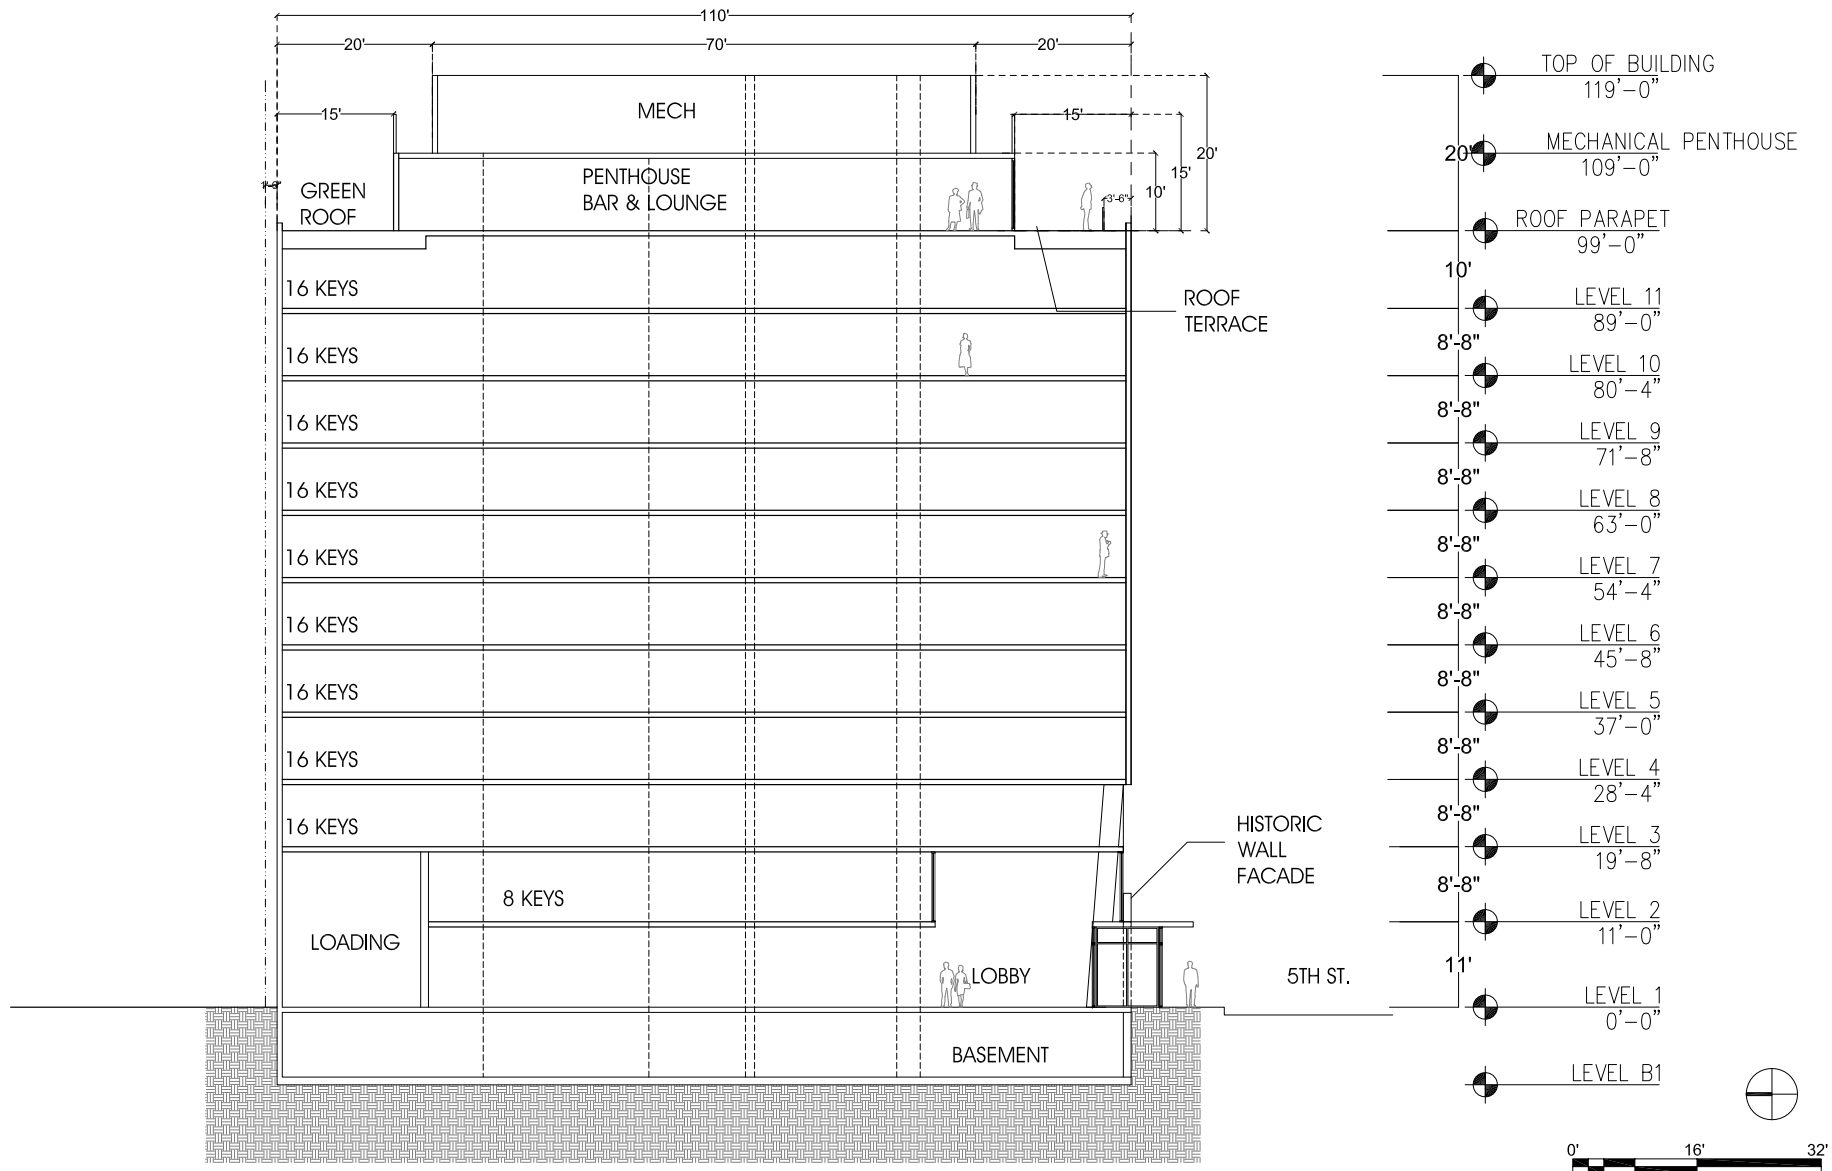 110'
20'
70'
20'
MECH
15'
15'
20'
15'
10'
PENTHOUSE
BAR & LOUNGE
GREEN
ROOF
3'-6"
ROOF
TERRACE
16 KEYS
16 KEYS
16 KEYS
16 KEYS
16 KEYS
16 KEYS
16 KEYS
16 KEYS
16 KEYS
8 KEYS
LOADING
LOBBY
HISTORIC
WALL
FACADE
5TH ST.
BASEMENT
TOP OF BUILDING
119'-0"
MECHANICAL PENTHOUSE
20'
109'-0"
ROOF PARAPET
99'-0"
10'
LEVEL 11
89'-0"
8'-8"
LEVEL 10
80'-4"
8'-8"
LEVEL 9
71'-8"
8'-8"
LEVEL 8
63'-0"
8'-8"
LEVEL 7
54'-4"
8'-8"
LEVEL 6
45'-8"
8'-8"
LEVEL 5
37'-0"
8'-8"
LEVEL 4
28'-4"
8'-8"
LEVEL 3
19'-8"
8'-8"
LEVEL 2
11'-0"
11'
LEVEL 1
0'-0"
LEVEL B1
0'
16'
32'